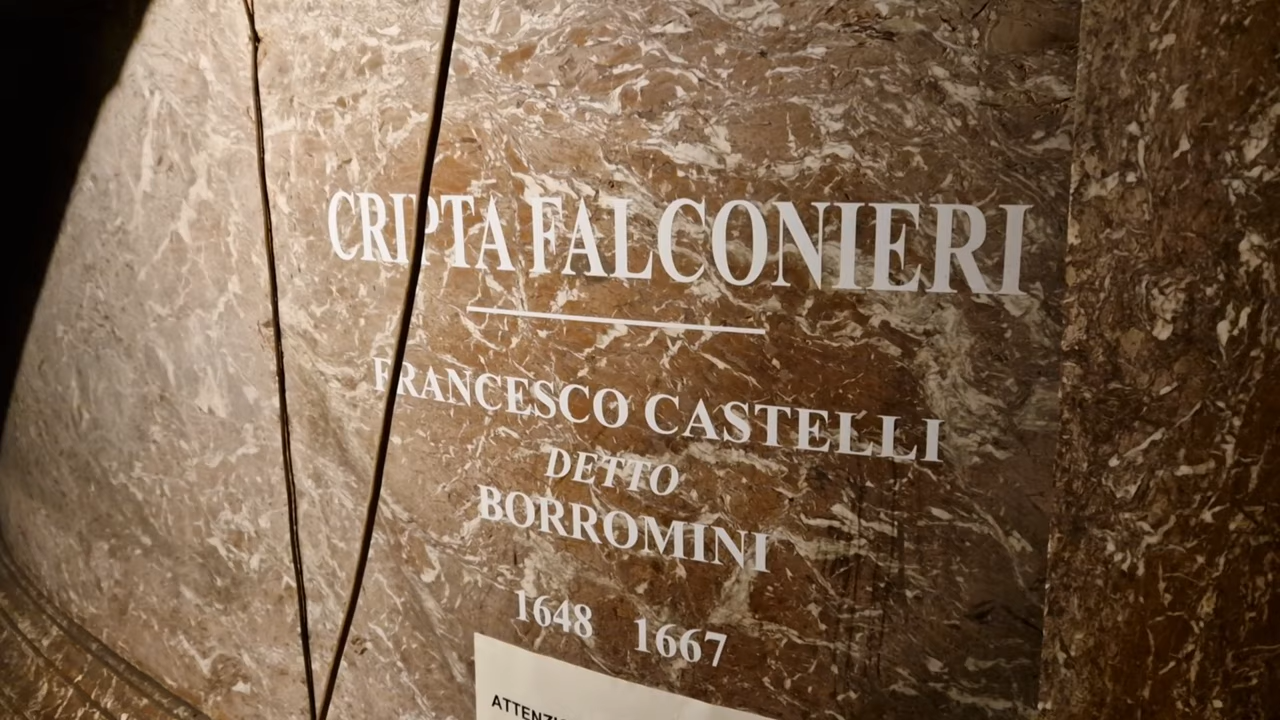 CRIPTA FALCONIERI
FRANCESCO CASTELLI
DETTO
BORROMINI
1648 1667